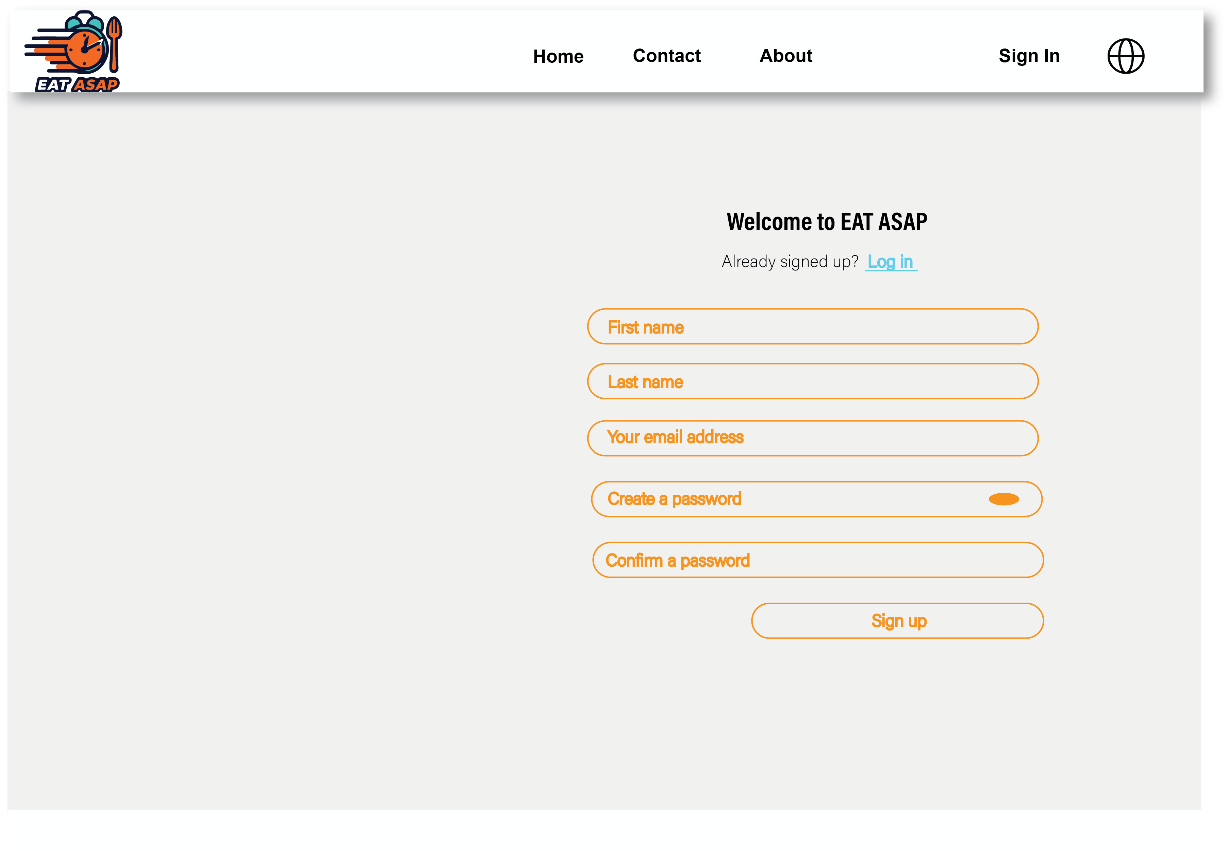 EAT ASAP
Home Contact About Sign In
Welcome to EAT ASAP
Already signed up? Log in
First name
Last name
Your email address
Create a password
Confirm a password
Sign up